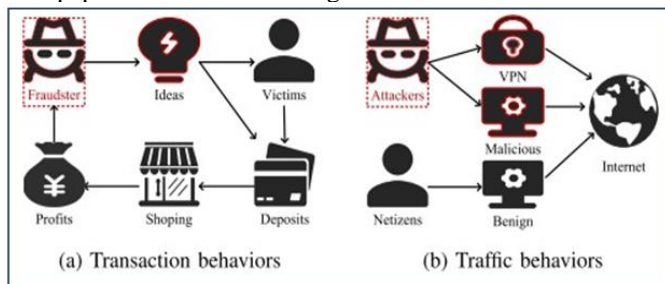 Fraudster
Ideas
Victims
Profits
Shoping
Deposits
(a) Transaction behaviors
Attackers
VPN
Malicious
Internet
Netizens
Benign
(b) Traffic behaviors